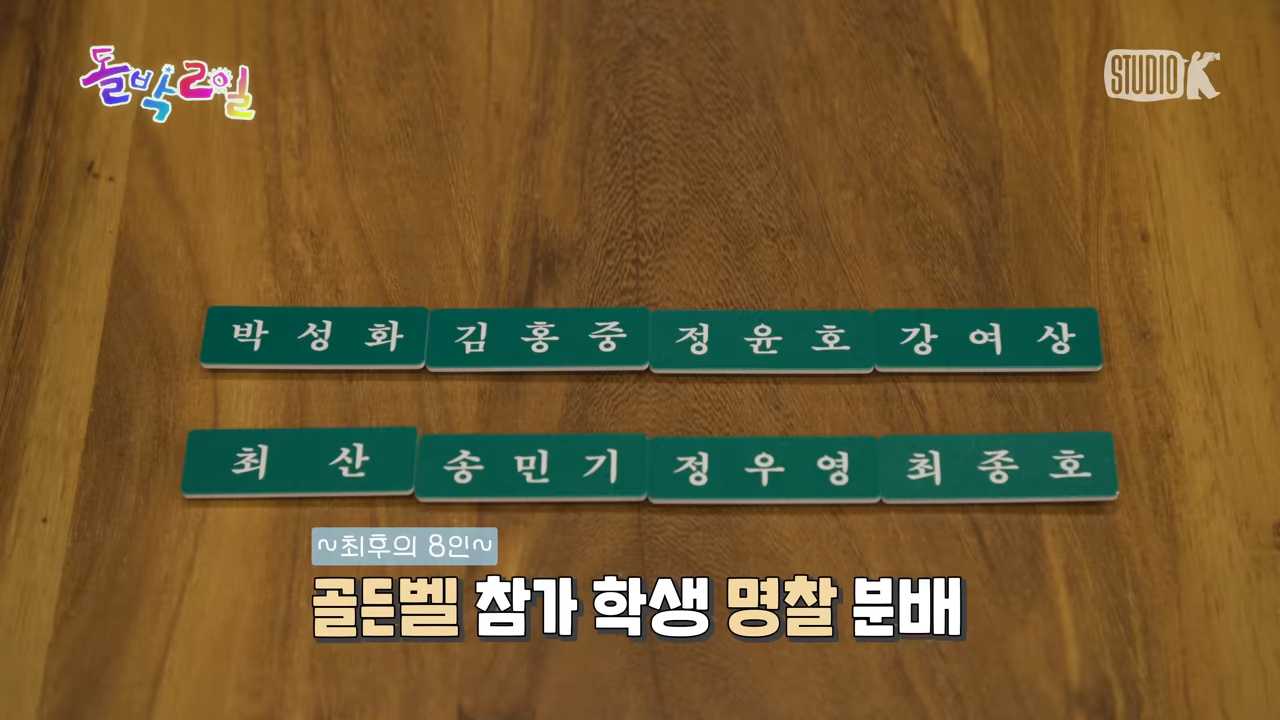 돌박2일
STUDIO K
박성화 김홍중 정윤호 강여상
최산 송민기 정우영 최종호
~최후의 8인~
골든벨 참가 학생 명찰 분배